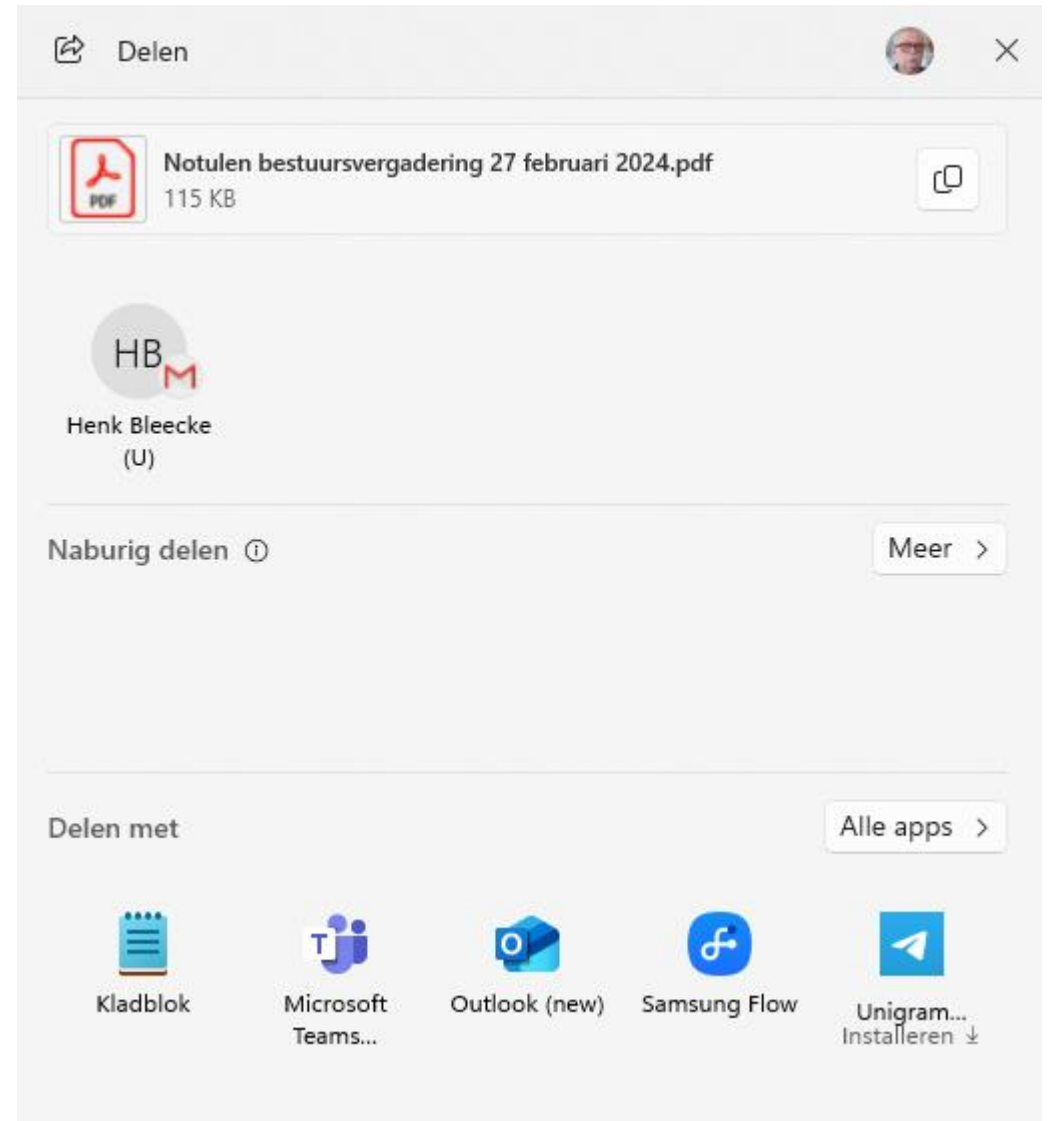 Delen
Notulen bestuursvergadering 27 februari 2024.pdf
PDF
115 KB
HB
Henk Bleecke
(U)
Naburig delen
Meer
Delen met
Alle apps
Kladblok
Microsoft
Teams...
Outlook (new)
Samsung Flow
Unigram...
Installeren